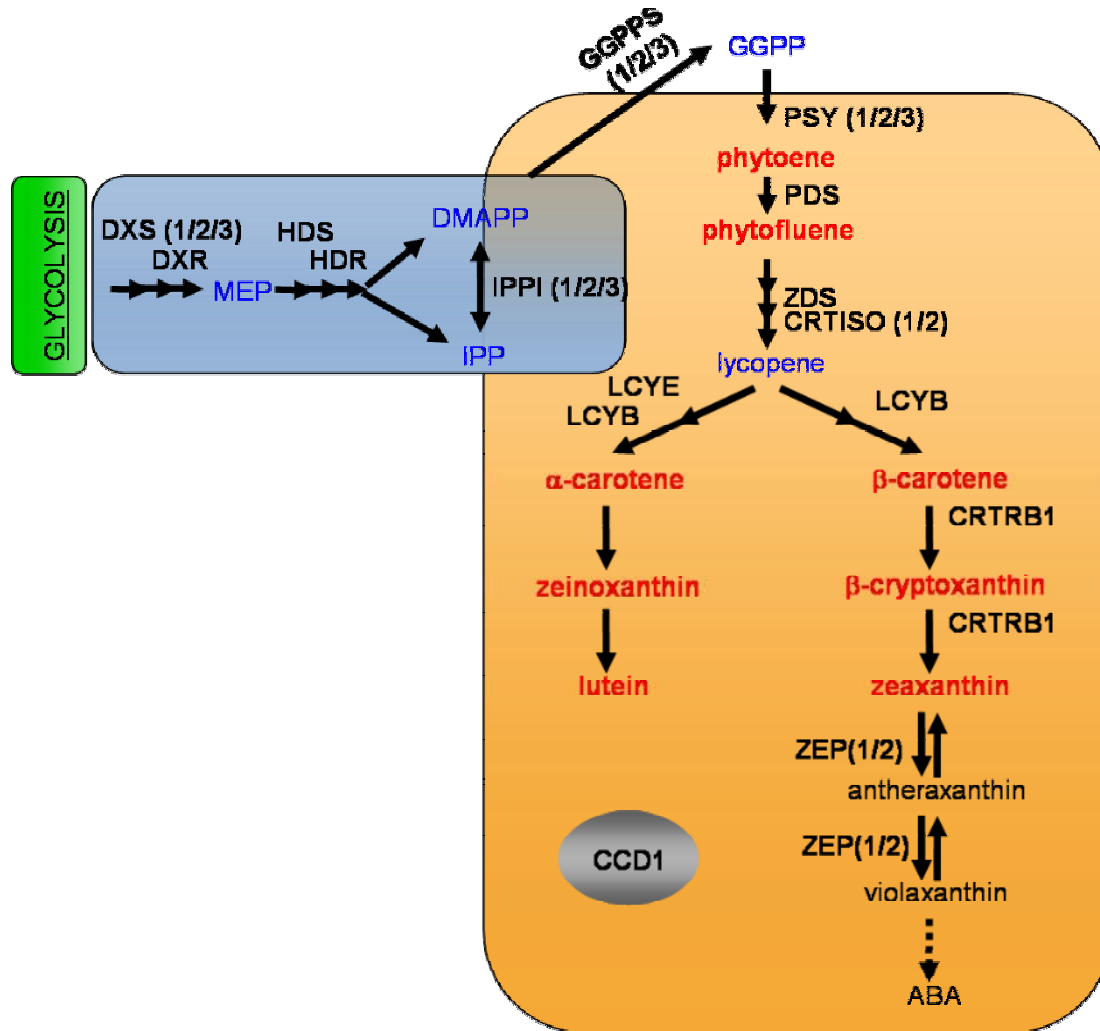 GGPPS
(1/2/3)
GGPP
PSY (1/2/3)
phytoene
PDS
phytofluene
ZDS
CRTISO (1/2)
lycopene
GLYCOLYSIS
DXS (1/2/3)
DXR
MEP
HDS
HDR
DMAPP
IPPI (1/2/3)
IPP
LCYE
LCYB
LCYB
α-carotene
β-carotene
CRTRB1
zeinoxanthin
β-cryptoxanthin
CRTRB1
lutein
zeaxanthin
ZEP(1/2)
antheraxanthin
ZEP(1/2)
CCD1
violaxanthin
ABA